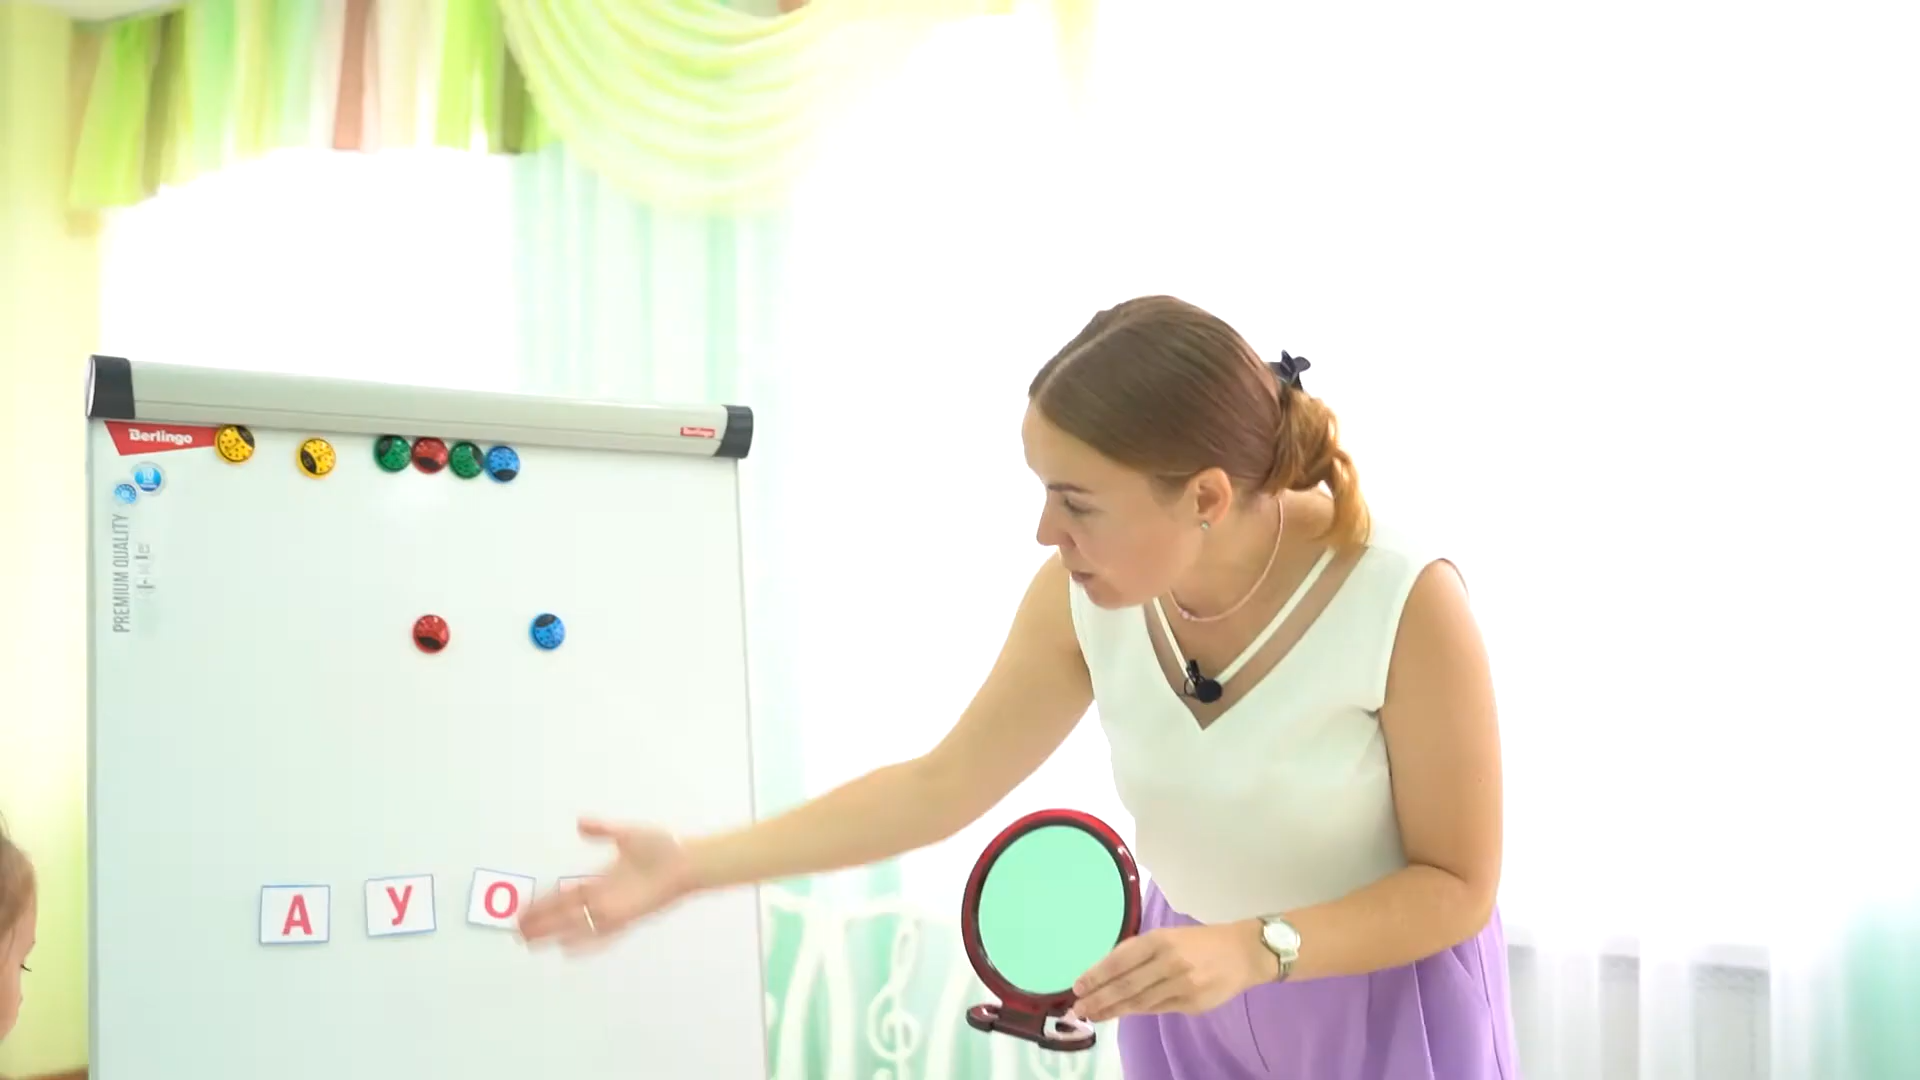 Berlingo
Berlingo
PREMIUM QUALITY
А У О